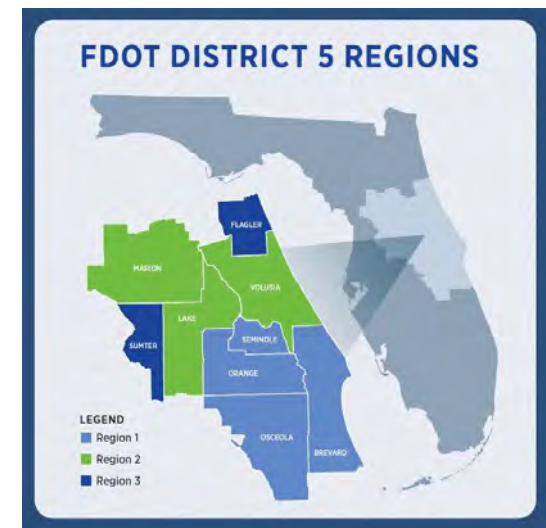 FDOT DISTRICT 5 REGIONS
FLAGLER
MARION
VOLUSIA
LAKE
SUMTER
SEMINOLE
ORANGE
OSCEOLA
BREVARD
LEGEND
Region 1
Region 2
Region 3